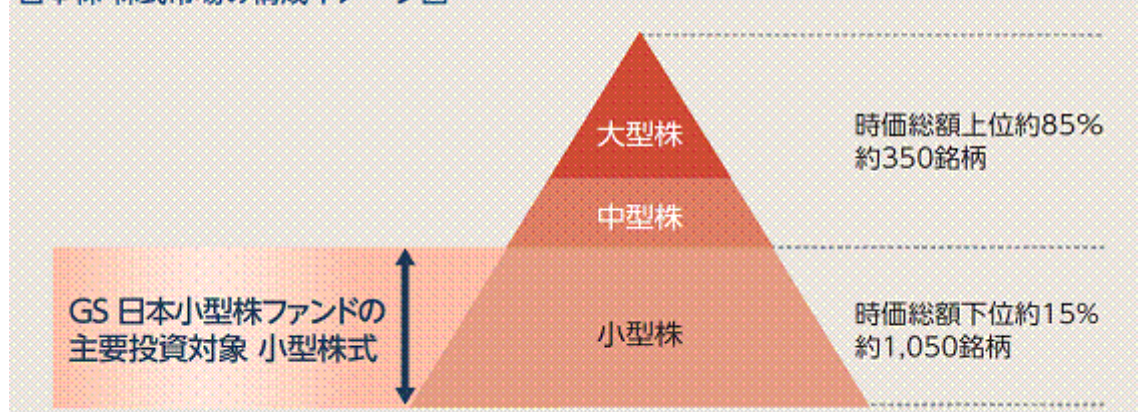 大型株
時価総額上位約85%
約350銘柄
中型株
GS 日本小型株ファンドの
主要投資対象 小型株式
小型株
時価総額下位約15%
約1,050銘柄